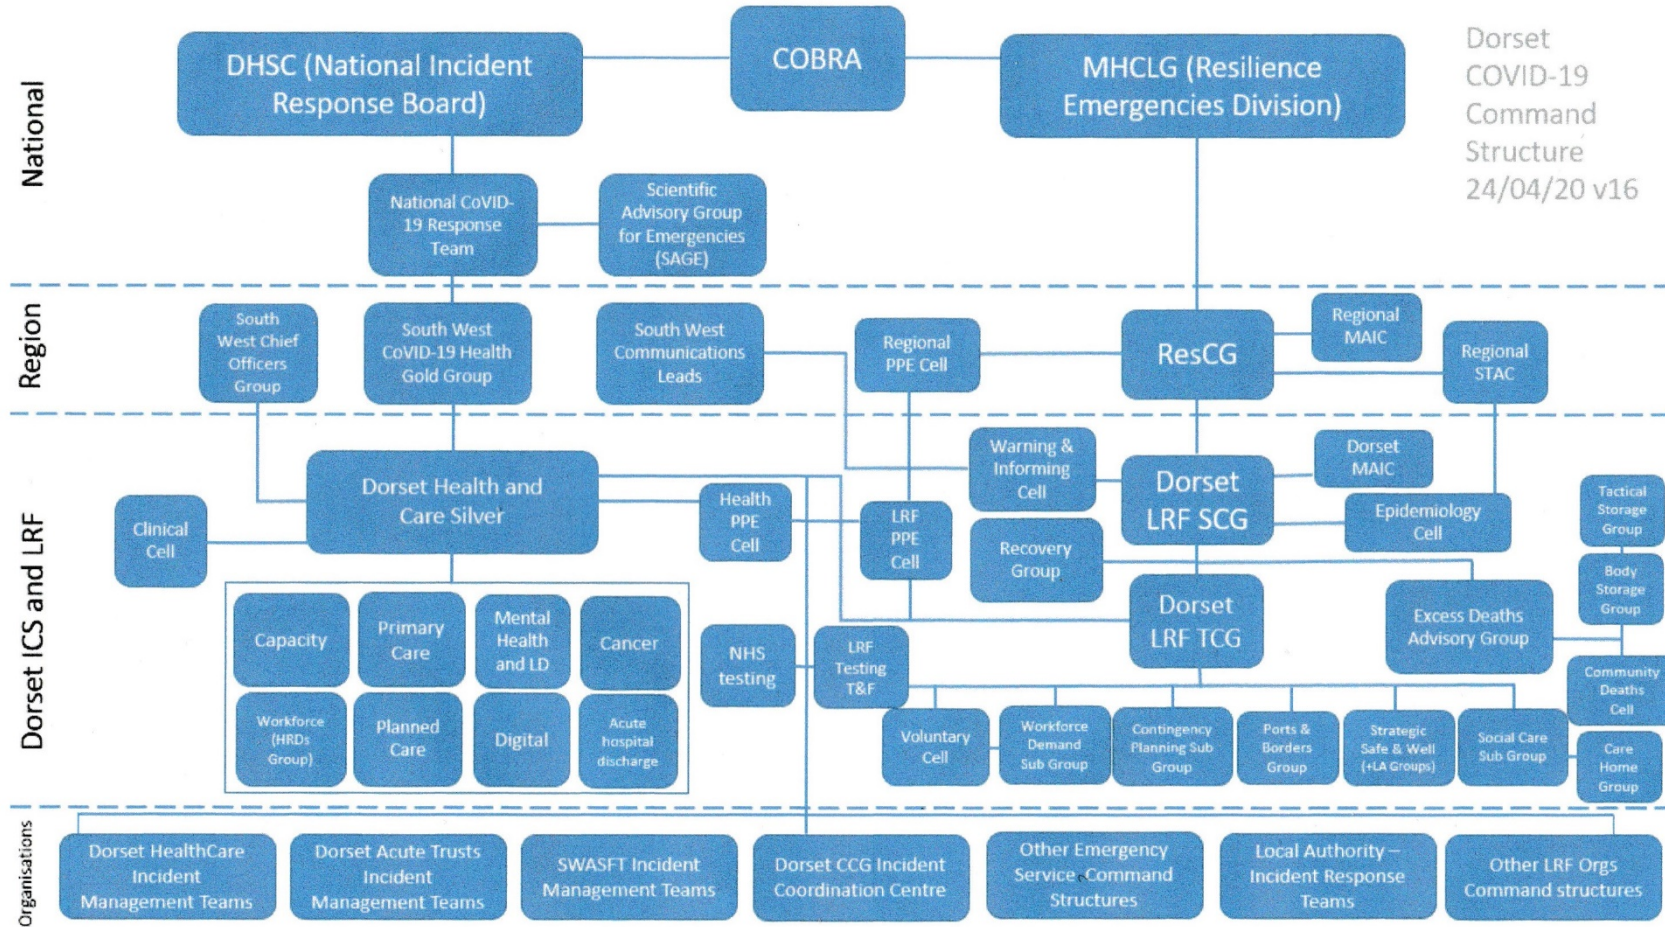 National
DHSC (National Incident
Response Board)
COBRA
MHCLG (Resilience
Emergencies Division)
Dorset
COVID-19
Command
Structure
24/04/20 v16
National CoVID-
19 Response
Team
Scientific
Advisory Group
for Emergencies
(SAGE)
Region
South
West Chief
Officers
Group
South West
CoVID-19 Health
Gold Group
South West
Communications
Leads
Regional
PPE Cell
ResCG
Regional
MAIC
Regional
STAC
Dorset ICS and LRF
Clinical
Cell
Dorset Health and
Care Silver
Health
PPE
Cell
LRF
PPE
Cell
Warning &
Informing
Cell
Recovery
Group
Dorset
LRF SCG
Dorset
MAIC
Epidemiology
Cell
Tactical
Storage
Group
Body
Storage
Group
Dorset
LRF TCG
Excess Deaths
Advisory Group
Community
Deaths
Cell
Capacity
Primary
Care
Mental
Health
and LD
Cancer
Workforce
(HRDs
Group)
Planned
Care
Digital
Acute
hospital
discharge
NHS
testing
LRF
Testing
T&F
Voluntary
Cell
Workforce
Demand
Sub Group
Contingency
Planning Sub
Group
Ports &
Borders
Group
Strategic
Safe & Well
(+LA Groups)
Social Care
Sub Group
Care
Home
Group
Organisations
Dorset HealthCare
Incident
Management Teams
Dorset Acute Trusts
Incident
Management Teams
SWASFT Incident
Management Teams
Dorset CCG Incident
Coordination Centre
Other Emergency
Service Command
Structures
Local Authority –
Incident Response
Teams
Other LRF Orgs
Command structures